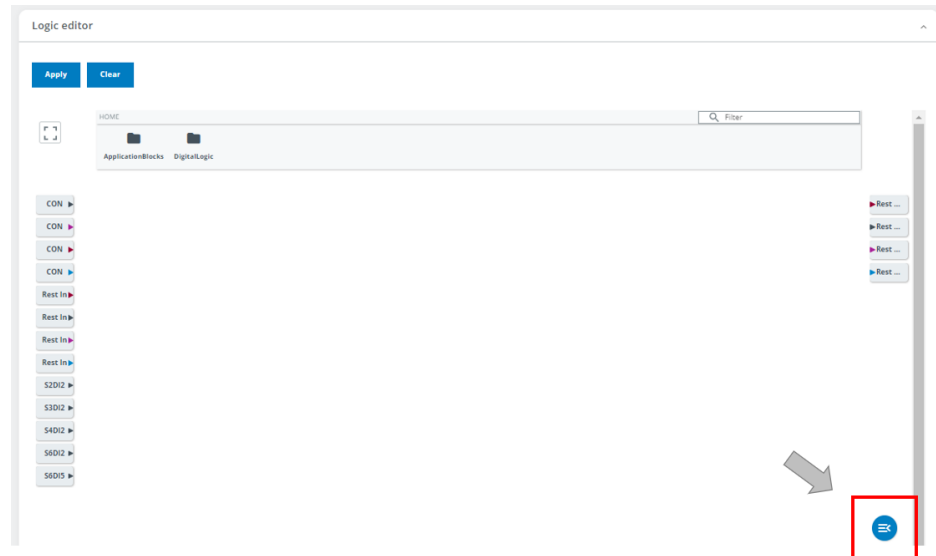 Logic editor
Apply Clear
HOME
Filter
ApplicationBlocks DigitalLogic
CON Rest ...
CON Rest ...
CON Rest ...
CON Rest ...
Rest In
Rest In
Rest In
Rest In
S2DI2
S3DI2
S4DI2
S6DI2
S6DI5